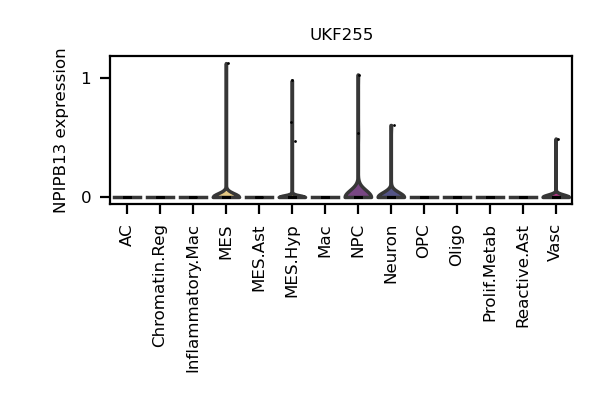 UKF255
NPIPB13 expression
1
0
AC
Chromatin.Reg
Inflammatory.Mac
MES
MES.Ast
MES.Hyp
Mac
NPC
Neuron
OPC
Oligo
Prolif.Metab
Reactive.Ast
Vasc